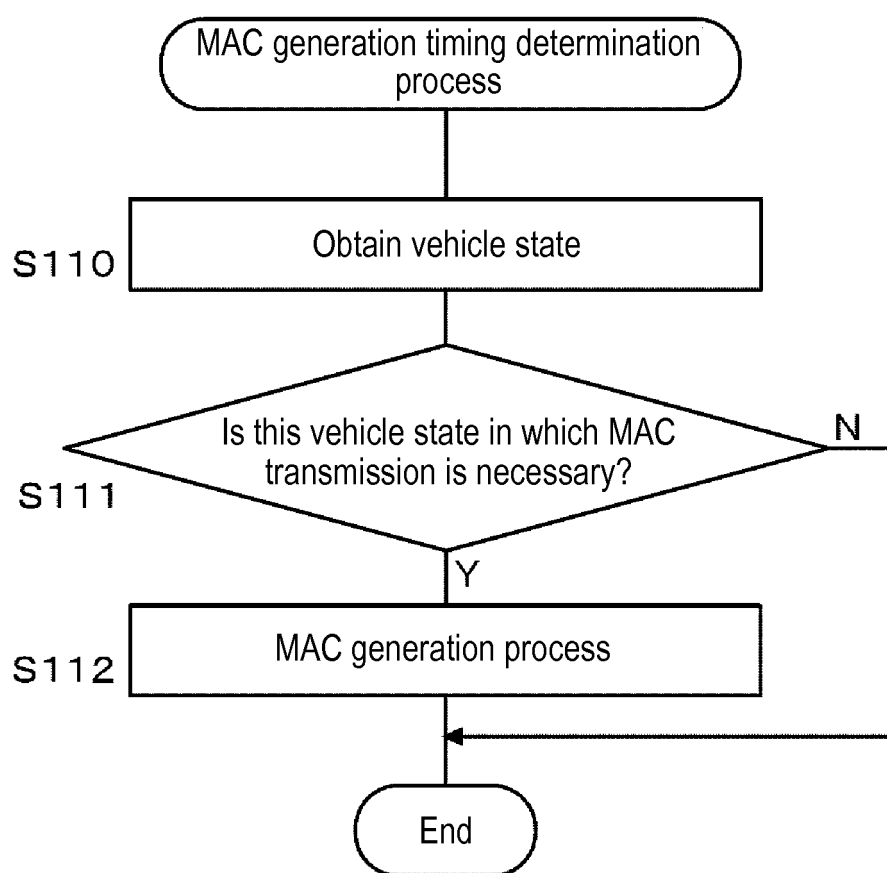 MAC generation timing determination
process
S110
Obtain vehicle state
S111
Is this vehicle state in which MAC
transmission is necessary?
N
Y
S112
MAC generation process
End